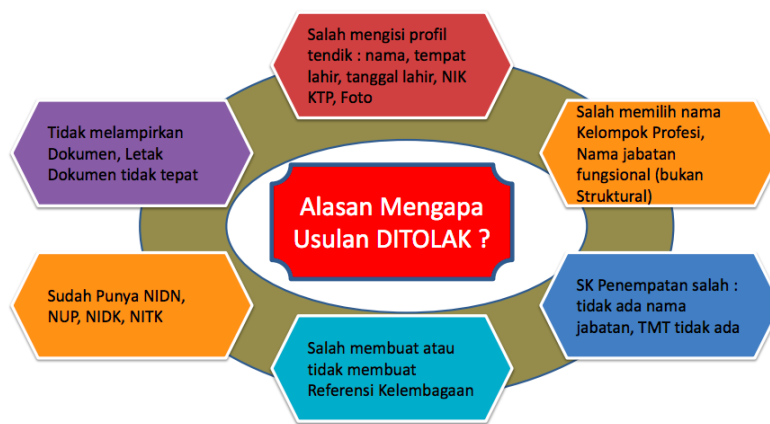 Salah mengisi profil
tendik : nama, tempat
lahir, tanggal lahir, NIK
KTP, Foto
Salah memilih nama
Kelompok Profesi,
Nama jabatan
fungsional (bukan
Struktural)
SK Penempatan salah :
tidak ada nama
jabatan, TMT tidak ada
Salah membuat atau
tidak membuat
Referensi Kelembagaan
Sudah Punya NIDN,
NUP, NIDK, NITK
Tidak melampirkan
Dokumen, Letak
Dokumen tidak tepat
Alasan Mengapa
Usulan DITOLAK ?